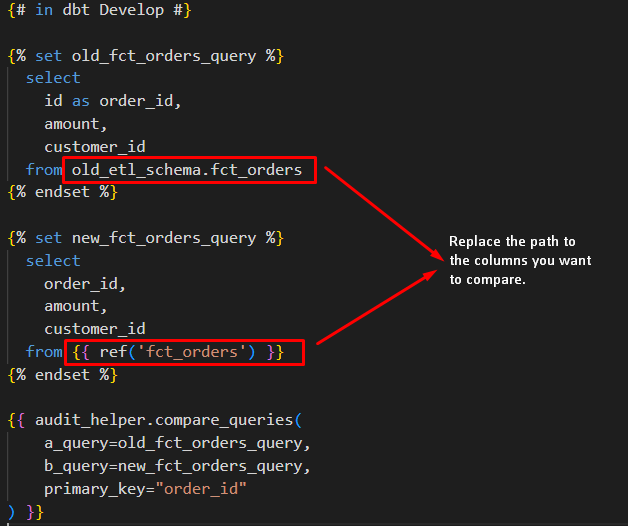 {# in dbt Develop #}
{% set old_fct_orders_query %}
select
id as order_id,
amount,
customer_id
from old_etl_schema.fct_orders
{% endset %}
{% set new_fct_orders_query %}
select
order_id,
amount,
customer_id
from {{ ref('fct_orders') }}
{% endset %}
{{ audit_helper.compare_queries(
a_query=old_fct_orders_query,
b_query=new_fct_orders_query,
primary_key="order_id"
) }}
Replace the path to
the columns you want
to compare.